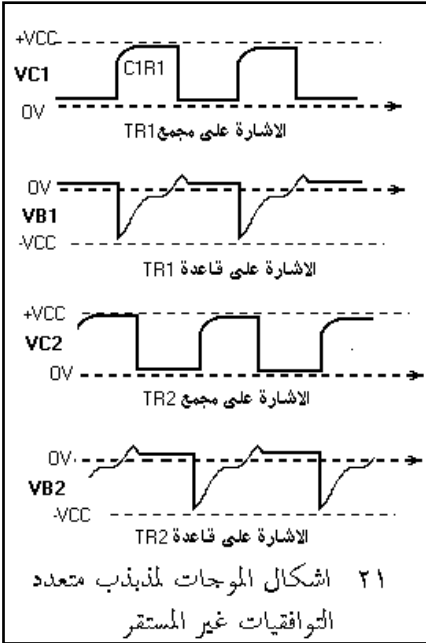 +VCC
VC1
C1R1
0V
الاشارة على مجمع TR1
0V
VB1
-VCC
الاشارة على قاعدة TR1
+VCC
VC2
0V
الاشارة على مجمع TR2
0V
VB2
-VCC
الاشارة على قاعدة TR2
٢١ اشكال الموجات لمذبذب متعدد
التوافقيات غير المستقر